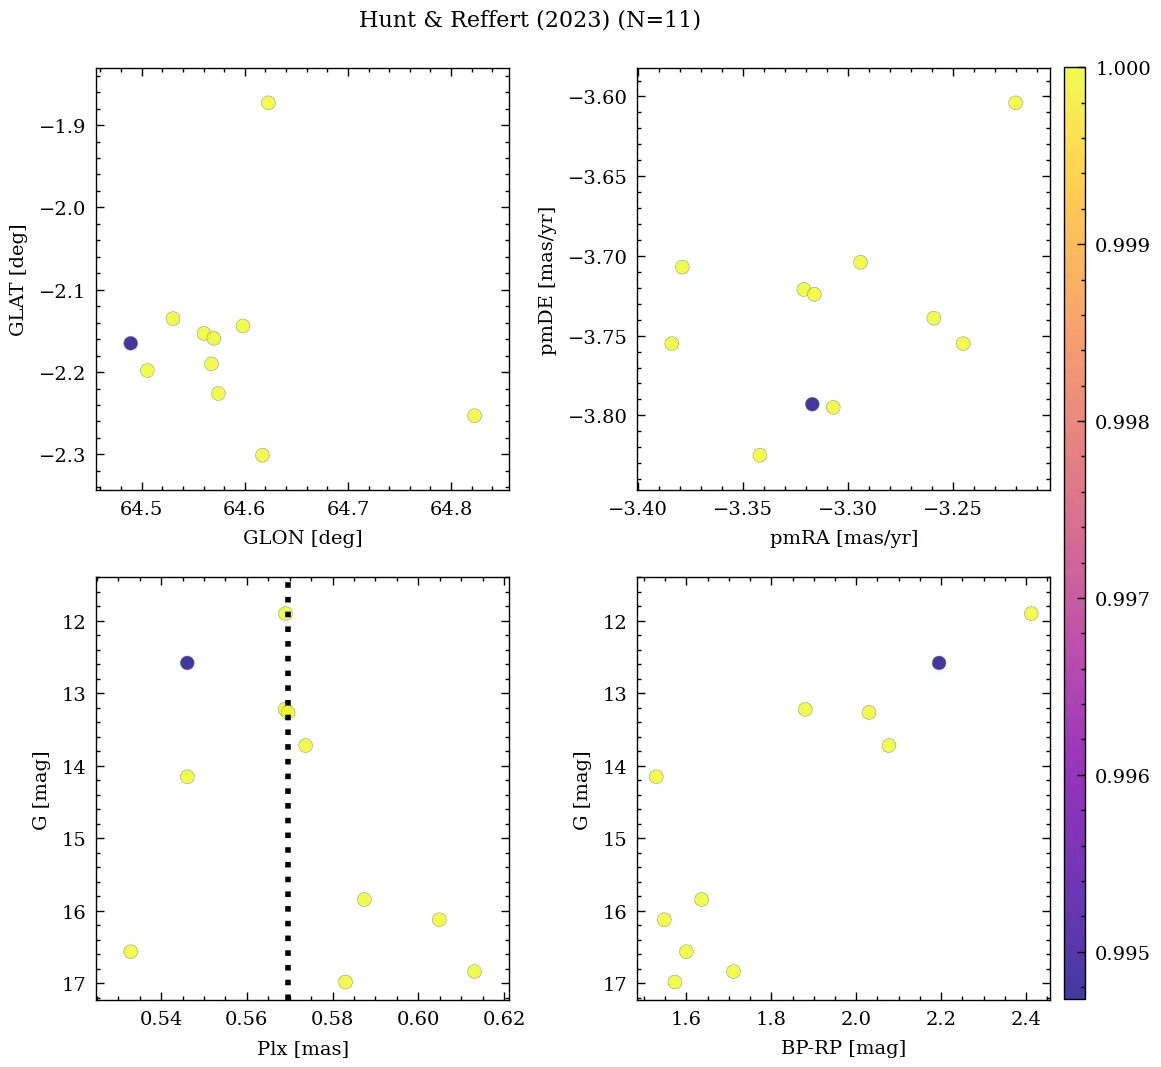 Hunt & Reffert (2023) (N=11)
−1.9
−2.0
−2.1
−2.2
−2.3
GLAT [deg]
64.5 64.6 64.7 64.8
GLON [deg]
−3.60
−3.65
−3.70
−3.75
−3.80
pmDE [mas/yr]
−3.40 −3.35 −3.30 −3.25
pmRA [mas/yr]
12
13
14
15
16
17
G [mag]
0.54 0.56 0.58 0.60 0.62
Plx [mas]
12
13
14
15
16
17
G [mag]
1.6 1.8 2.0 2.2 2.4
BP-RP [mag]
1.000
0.999
0.998
0.997
0.996
0.995